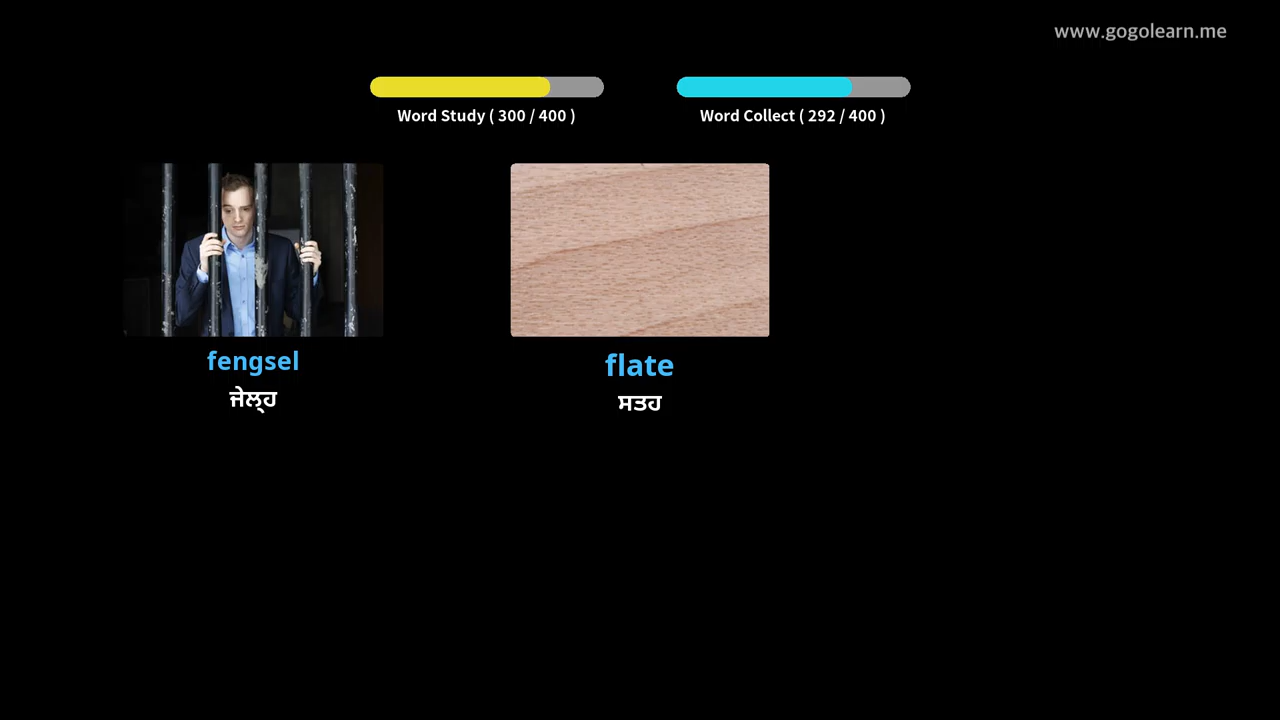 www.gogolearn.me
Word Study ( 300 / 400 )
Word Collect ( 292 / 400 )
fengsel
ਜੇਲ੍ਹ
flate
ਸਤਹ